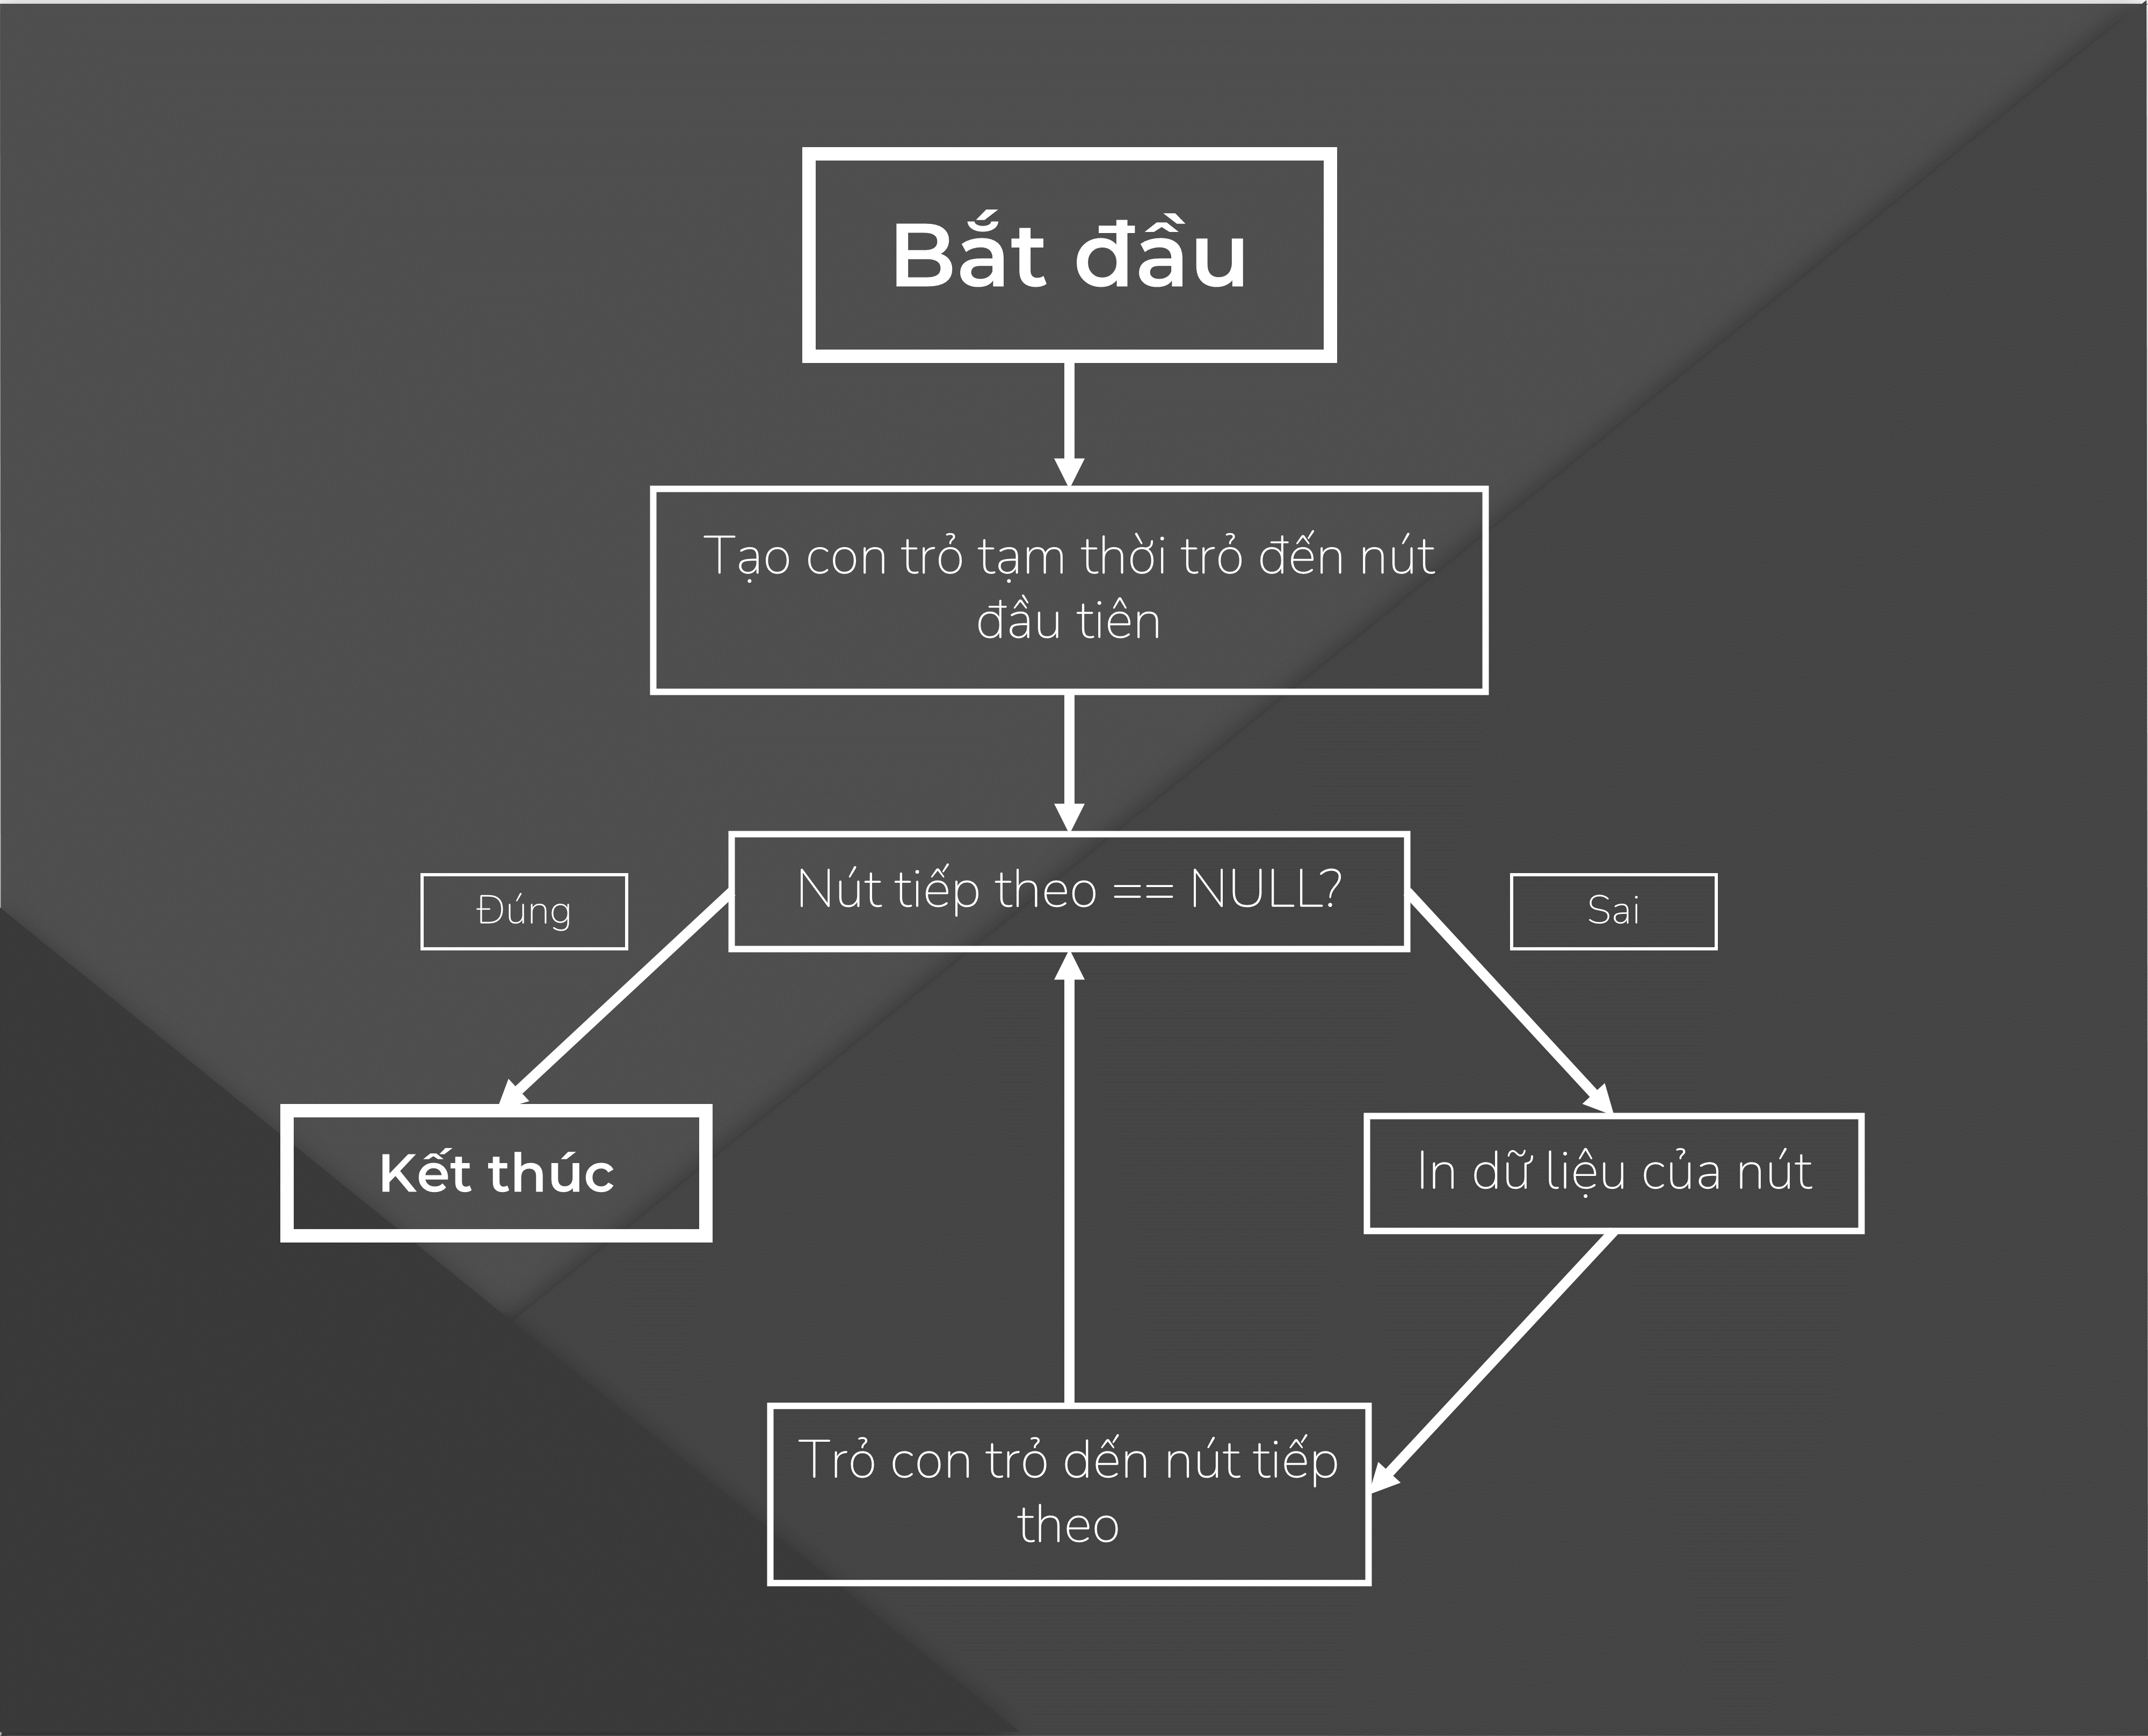 Bắt đầu
Tạo con trỏ tạm thời trỏ đến nút
đầu tiên
Nút tiếp theo == NULL?
Đúng
Sai
Kết thúc
In dữ liệu của nút
Trỏ con trỏ dến nút tiếp
theo